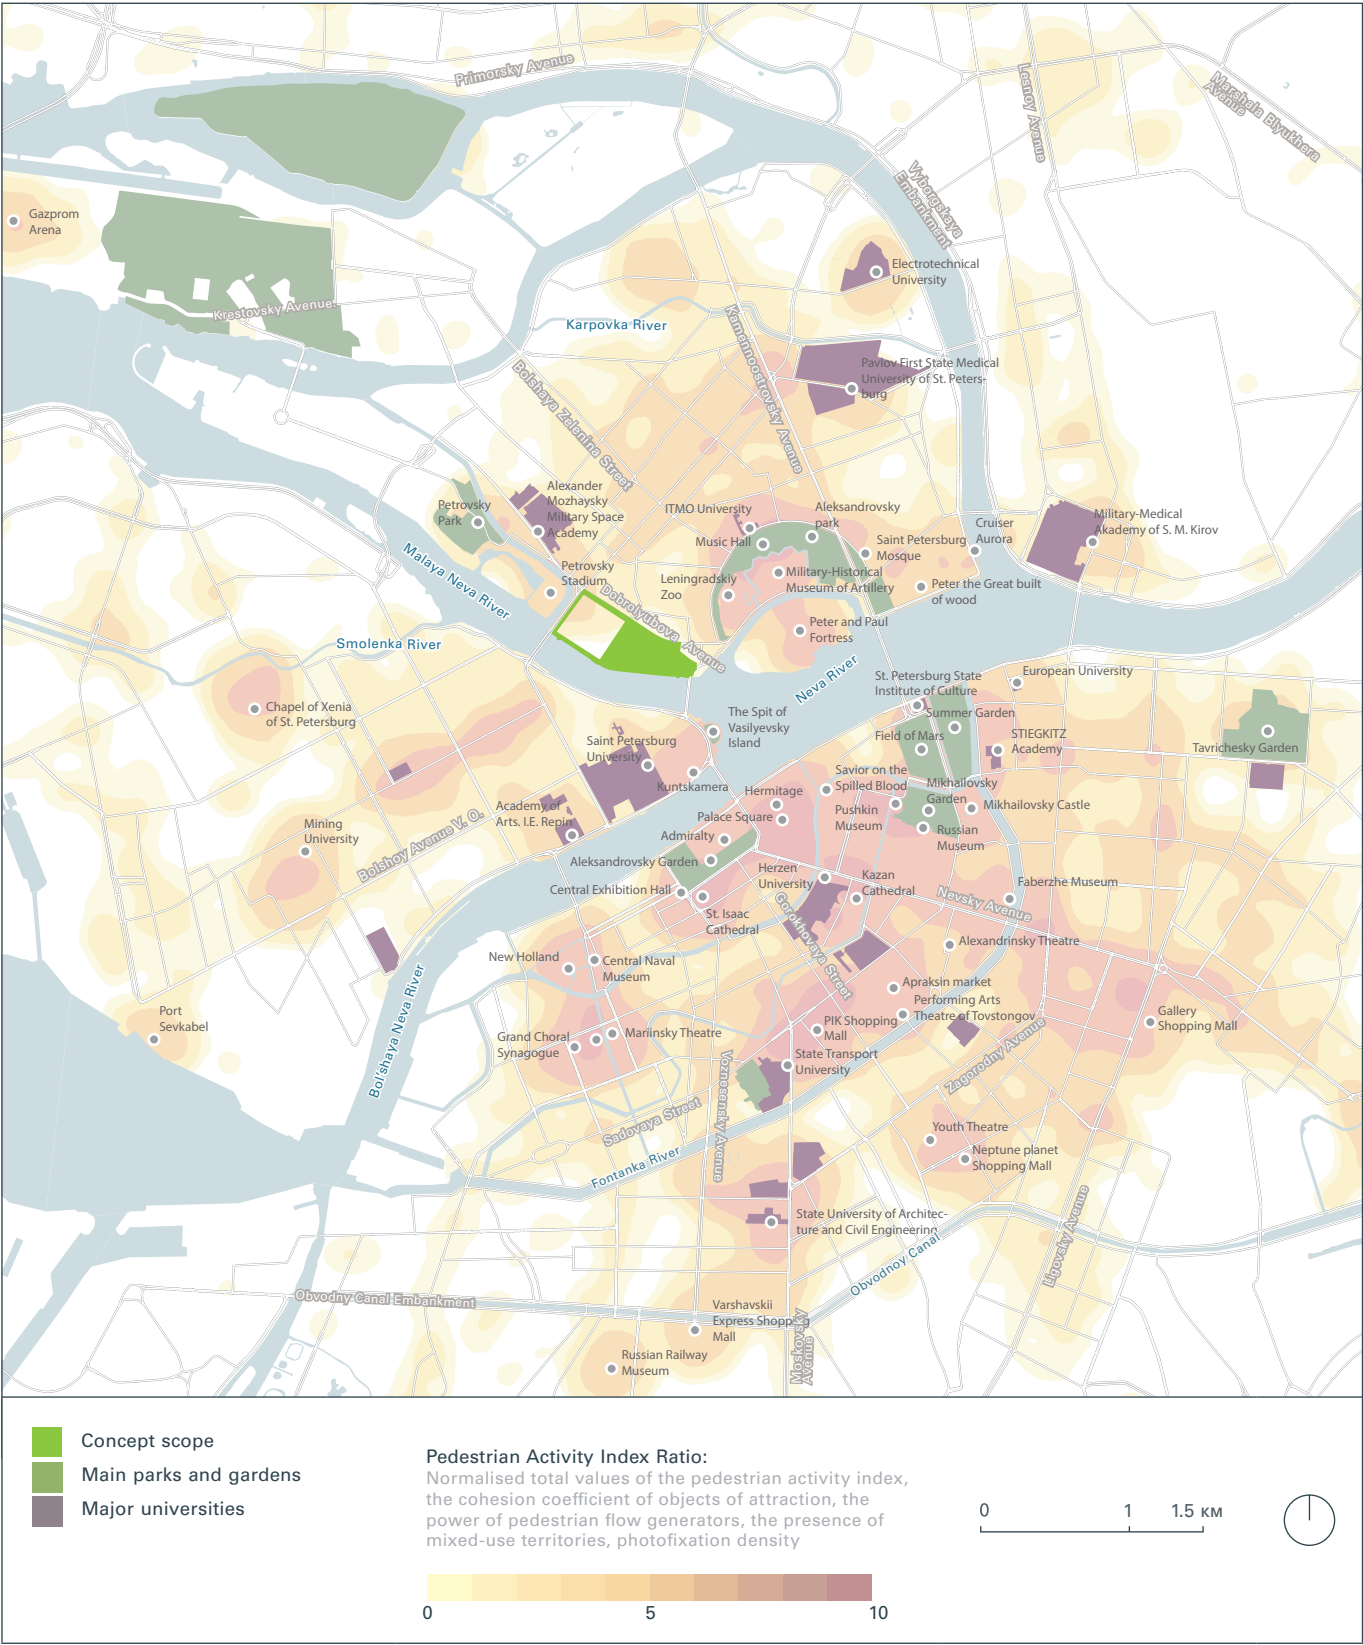 Primorsky Avenue
Lesnoy Avenue
Marshala Blyukhera
Avenue
Vyborgskaya
Embankment
Gazprom
Arena
Electrotechnical
University
Krestovsky Avenue
Karpovka River
Kamennoostrovsky Avenue
Pavlov First State Medical
University of St. Peters-
burg
Bolshaya Zelenina Street
Petrovsky
Park
Alexander
Mozhaysky
Military Space
Academy
ITMO University
Music Hall
Aleksandrovsky
park
Saint Petersburg
Mosque
Cruiser
Aurora
Military-Medical
Akademy of S. M. Kirov
Malaya Neva River
Petrovsky
Stadium
Leningradskiy
Zoo
Military-Historical
Museum of Artillery
Peter the Great built
of wood
Dobrolyubova Avenue
Peter and Paul
Fortress
Smolenka River
Neva River
St. Petersburg State
Institute of Culture
European University
Chapel of Xenia
of St. Petersburg
The Spit of
Vasilyevsky
Island
Summer Garden
Field of Mars
STIEGKITZ
Academy
Tavrichesky Garden
Saint Petersburg
University
Kuntskamera
Savior on the
Spilled Blood
Mikhailovsky
Garden
Hermitage
Academy of
Arts. I.E. Repin
Palace Square
Pushkin
Museum
Mikhailovsky Castle
Mining
University
Bolshoy Avenue V. O.
Admiralty
Russian
Museum
Aleksandrovsky Garden
Herzen
University
Kazan
Cathedral
Faberzhe Museum
Central Exhibition Hall
Nevsky Avenue
St. Isaac
Cathedral
Gorokhovaya Street
Alexandrinsky Theatre
New Holland
Central Naval
Museum
Apraksin market
Bol'shaya Neva River
Port
Sevkabel
Performing Arts
Theatre of Tovstongov
PIK Shopping
Mall
Gallery
Shopping Mall
Grand Choral
Synagogue
Mariinsky Theatre
State Transport
University
Zagorodny Avenue
Voznesensky Avenue
Sadovaya Street
Youth Theatre
Neptune planet
Shopping Mall
Fontanka River
State University of Architec-
ture and Civil Engineering
Obvodnoy Canal
Ligovsky Avenue
Obvodny Canal Embankment
Varshavskii
Express Shopping
Mall
Moskovsky
Avenue
Russian Railway
Museum
Concept scope
Main parks and gardens
Major universities
Pedestrian Activity Index Ratio:
Normalised total values of the pedestrian activity index,
the cohesion coefficient of objects of attraction, the
power of pedestrian flow generators, the presence of
mixed-use territories, photofixation density
0 5 10
0 1 1.5 км